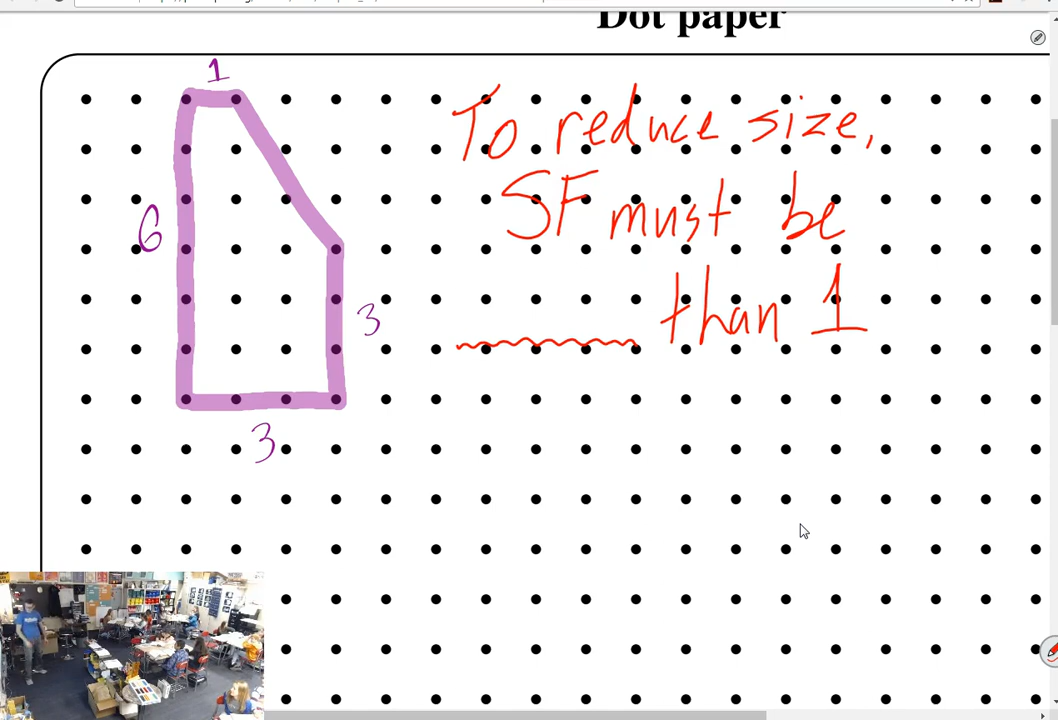 Dot paper
1
To reduce size,
SF must be
6
than 1
3
3